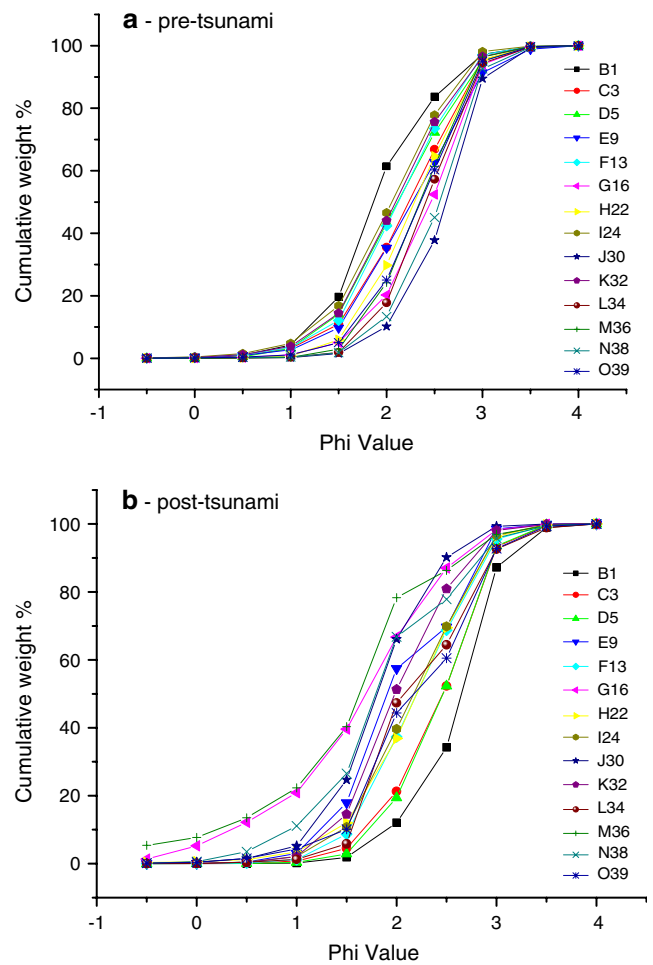 a - pre-tsunami
100
80
60
40
20
0
Cumulative weight %
-1
0
1
2
3
4
Phi Value
B1
C3
D5
E9
F13
G16
H22
I24
J30
K32
L34
M36
N38
O39
b - post-tsunami
100
80
60
40
20
0
Cumulative weight %
-1
0
1
2
3
4
Phi Value
B1
C3
D5
E9
F13
G16
H22
I24
J30
K32
L34
M36
N38
O39